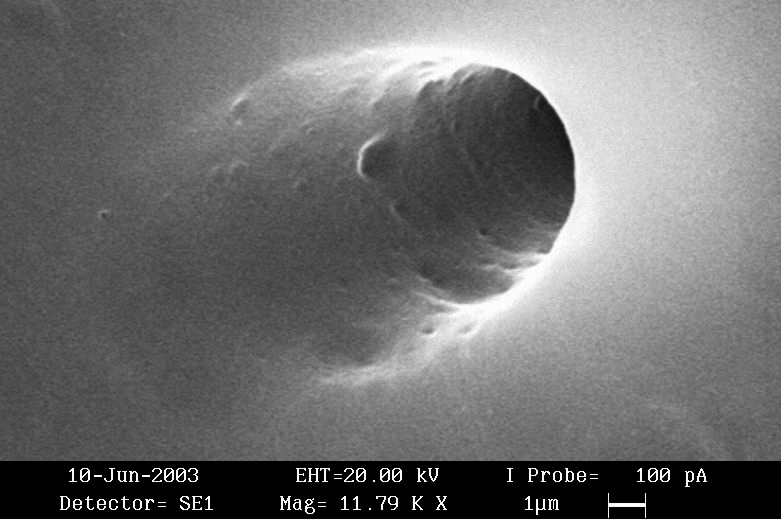 10-Jun-2003 EHT=20.00 kV I Probe= 100 pA
Detector= SE1 Mag= 11.79 K X 1µm